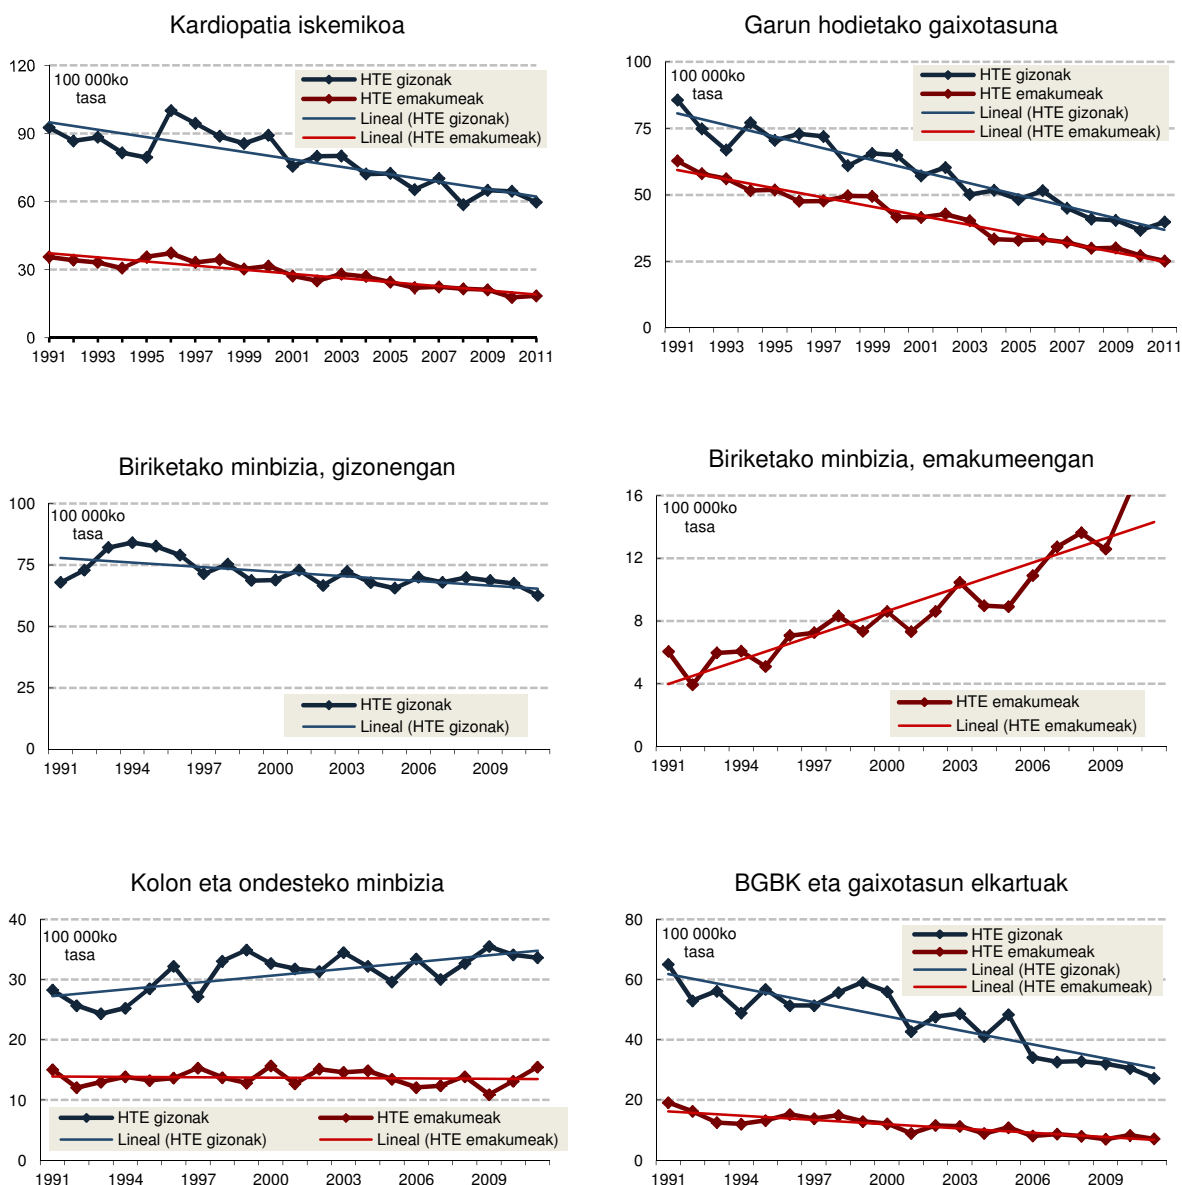 Kardiopatia iskemikoa
120
90
60
30
0
100 000ko
tasa
HTE gizonak
HTE emakumeak
Lineal (HTE gizonak)
Lineal (HTE emakumeak)
1991 1993 1995 1997 1999 2001 2003 2005 2007 2009 2011
Garun hodietako gaixotasuna
100
75
50
25
0
100 000ko
tasa
HTE gizonak
HTE emakumeak
Lineal (HTE gizonak)
Lineal (HTE emakumeak)
1991 1993 1995 1997 1999 2001 2003 2005 2007 2009 2011
Biriketako minbizia, gizonengan
100
75
50
25
0
100 000ko
tasa
HTE gizonak
Lineal (HTE gizonak)
1991 1994 1997 2000 2003 2006 2009
Biriketako minbizia, emakumeengan
16
12
8
4
0
100 000ko
tasa
HTE emakumeak
Lineal (HTE emakumeak)
1991 1994 1997 2000 2003 2006 2009
Kolon eta ondesteko minbizia
40
30
20
10
0
100 000ko
tasa
HTE gizonak HTE emakumeak
Lineal (HTE gizonak) Lineal (HTE emakumeak)
1991 1994 1997 2000 2003 2006 2009
BGBK eta gaixotasun elkartuak
80
60
40
20
0
100 000ko
tasa
HTE gizonak
HTE emakumeak
Lineal (HTE gizonak)
Lineal (HTE emakumeak)
1991 1994 1997 2000 2003 2006 2009